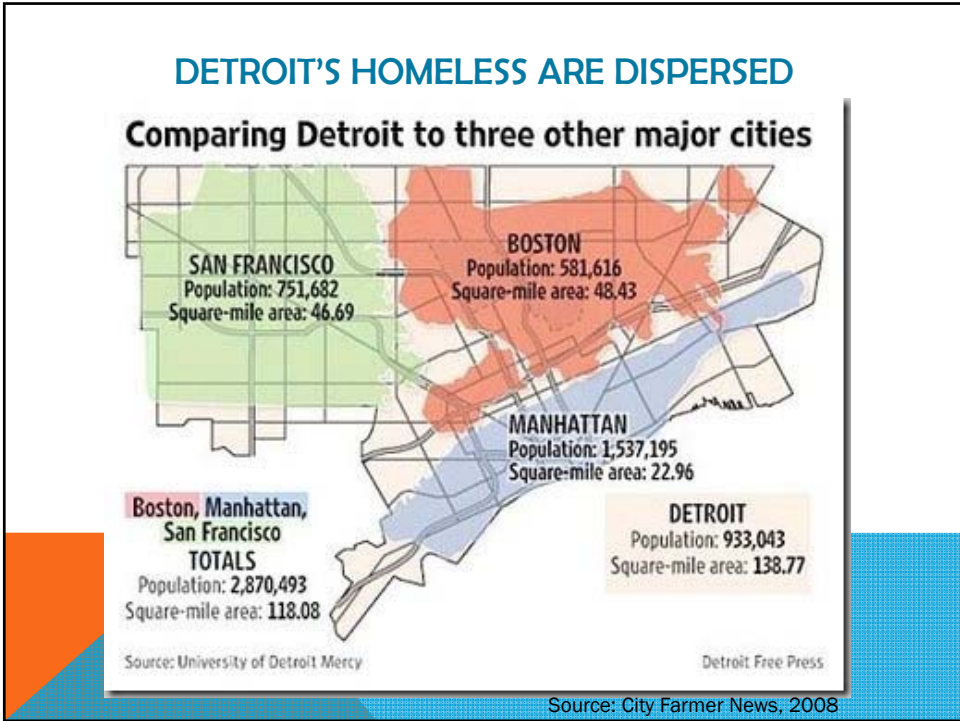 DETROIT'S HOMELESS ARE DISPERSED
Comparing Detroit to three other major cities
SAN FRANCISCO
Population: 751,682
Square-mile area: 46.69
BOSTON
Population: 581,616
Square-mile area: 48.43
MANHATTAN
Population: 1,537,195
Square-mile area: 22.96
Boston, Manhattan,
San Francisco
TOTALS
Population: 2,870,493
Square-mile area: 118.08
DETROIT
Population: 933,043
Square-mile area: 138.77
Source: University of Detroit Mercy
Detroit Free Press
Source: City Farmer News, 2008